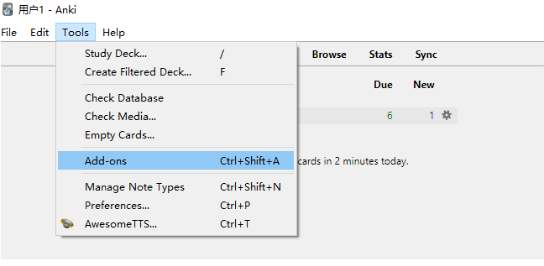 用户1 - Anki
File Edit Tools Help
Study Deck... /
Create Filtered Deck... F
Check Database
Check Media...
Empty Cards...
Add-ons Ctrl+Shift+A
Manage Note Types Ctrl+Shift+N
Preferences... Ctrl+P
AwesomeTTS... Ctrl+T
Browse Stats Sync
Due New
6 1
cards in 2 minutes today.